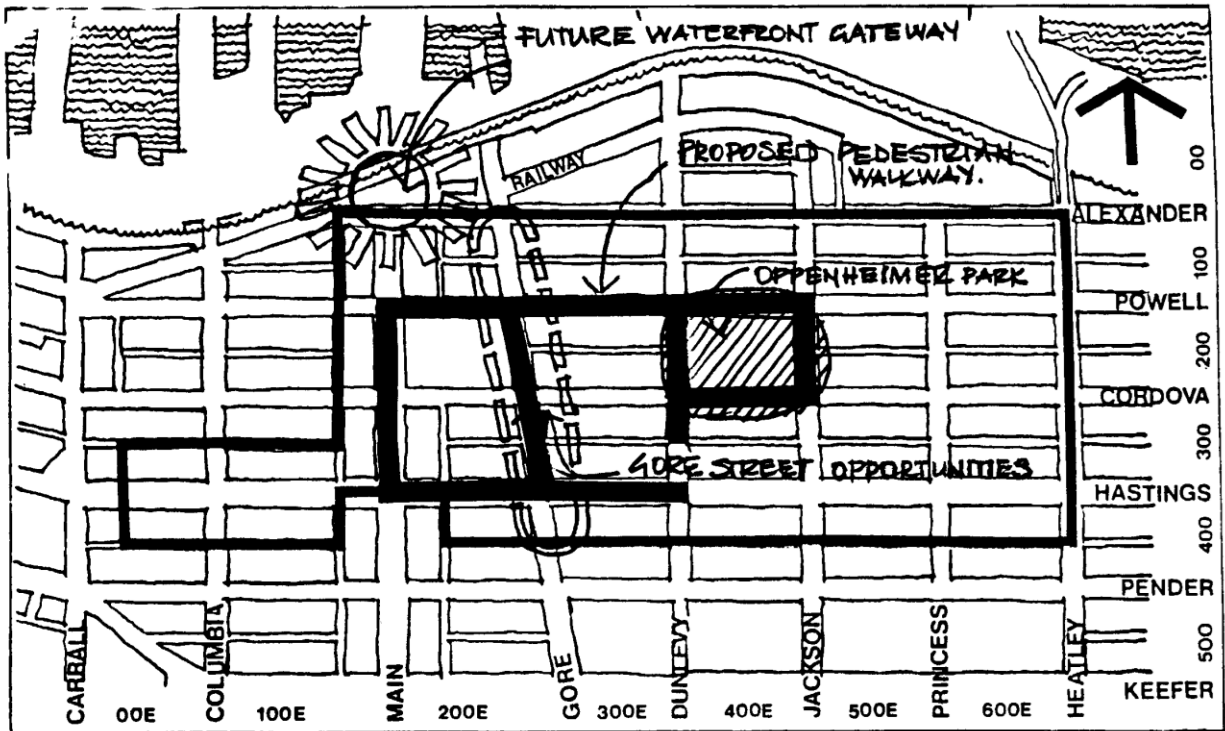 FUTURE WATERFRONT GATEWAY
RAILWAY
PROPOSED PEDESTRIAN
WALKWAY.
00
ALEXANDER
100
OPPENHEIMER PARK
POWELL
200
CORDOVA
300
GORE STREET OPPORTUNITIES
HASTINGS
400
PENDER
500
KEEFER
CARRALL
00E
COLUMBIA
100E
MAIN
200E
GORE
300E
DUNLEVY
400E
JACKSON
500E
PRINCESS
600E
HEATLEY